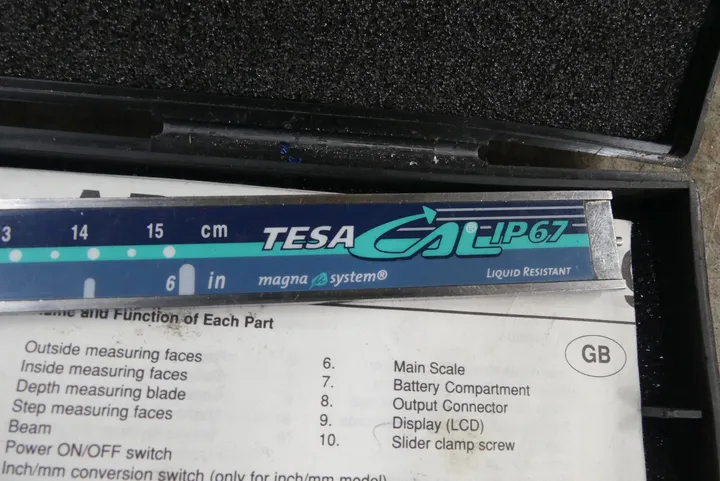 3 14 15 cm
TESA CAL® IP67
6 in
magna system®
LIQUID RESISTANT
and Function of Each Part
GB
Outside measuring faces
Inside measuring faces
Depth measuring blade
Step measuring faces
Beam
Power ON/OFF switch
Inch/mm conversion switch (only for inch/mm model)
6. Main Scale
7. Battery Compartment
8. Output Connector
9. Display (LCD)
10. Slider clamp screw